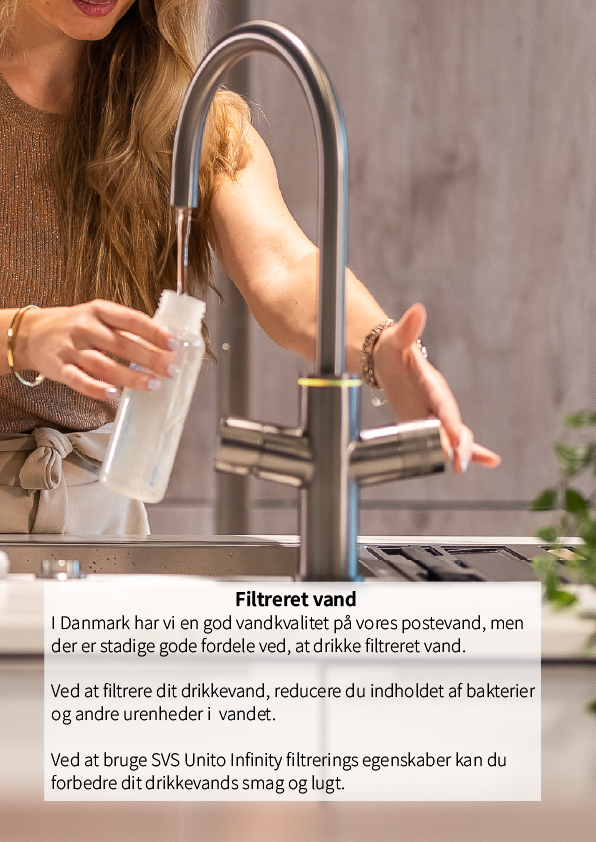 Filtreret vand
I Danmark har vi en god vandkvalitet på vores postevand, men
der er stadige gode fordele ved, at drikke filtreret vand.
Ved at filtrere dit drikkevand, reducere du indholdet af bakterier
og andre urenheder i vandet.
Ved at bruge SVS Unito Infinity filtrerings egenskaber kan du
forbedre dit drikkevands smag og lugt.